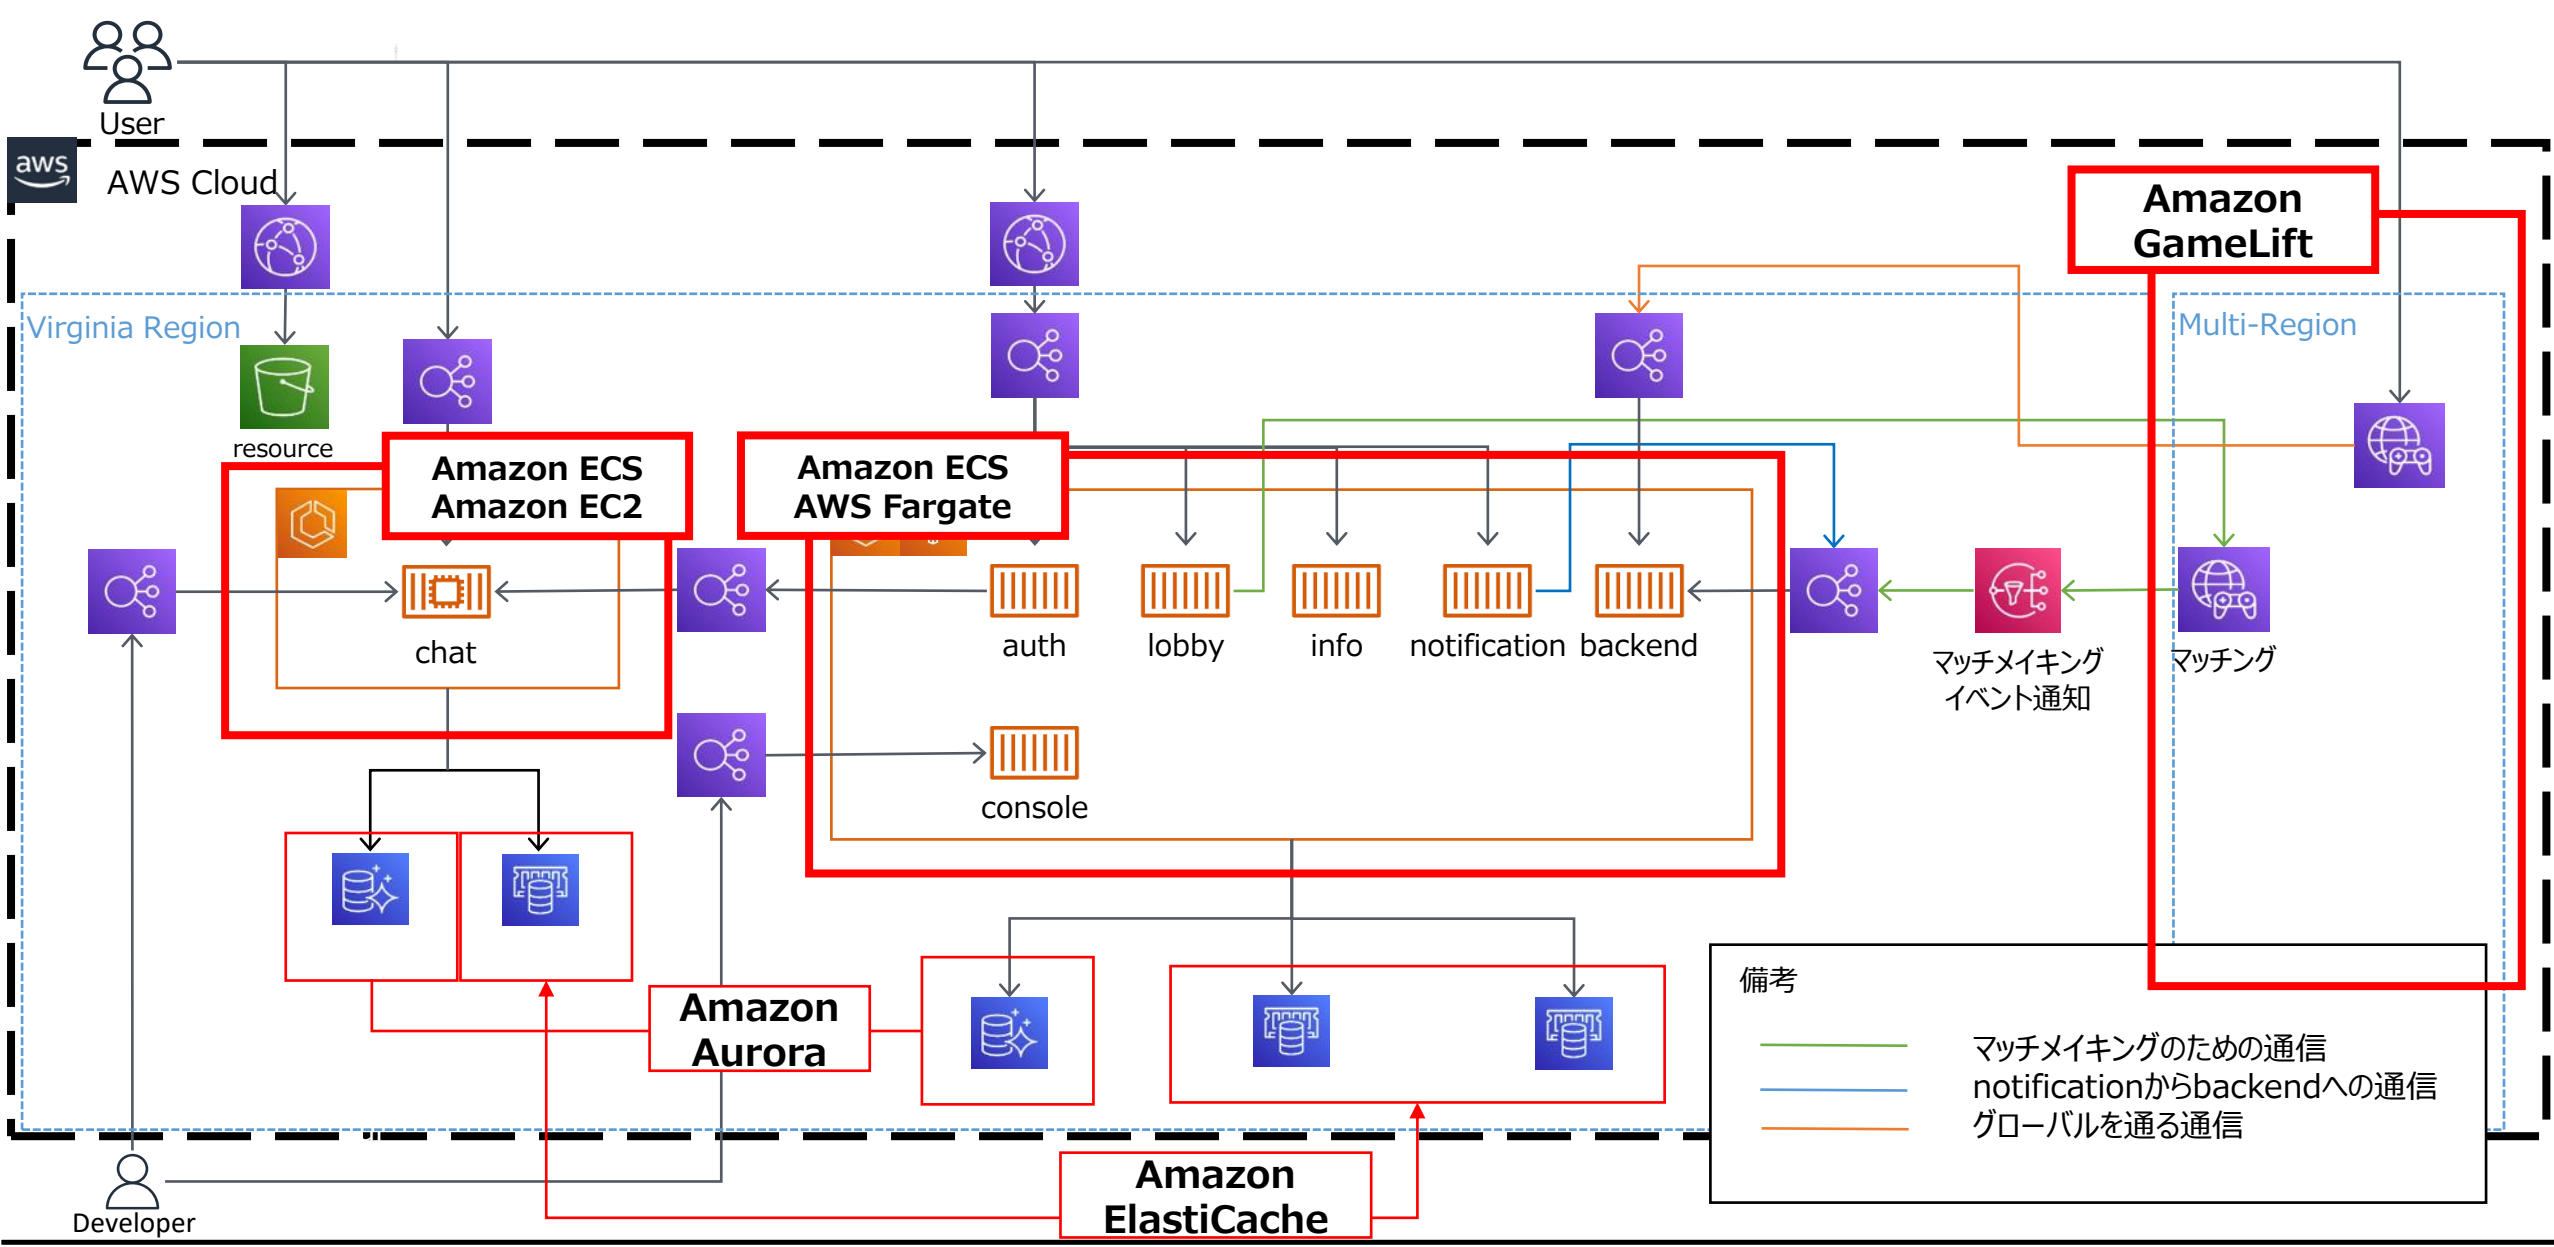 User
aws
AWS Cloud
Amazon
GameLift
Virginia Region
Multi-Region
resource
Amazon ECS
Amazon EC2
Amazon ECS
AWS Fargate
chat
auth
lobby
info
notification
backend
マッチメイキング
イベント通知
マッチング
console
Amazon
Aurora
備考
マッチメイキングのための通信
notificationからbackendへの通信
グローバルを通る通信
Amazon
ElastiCache
Developer